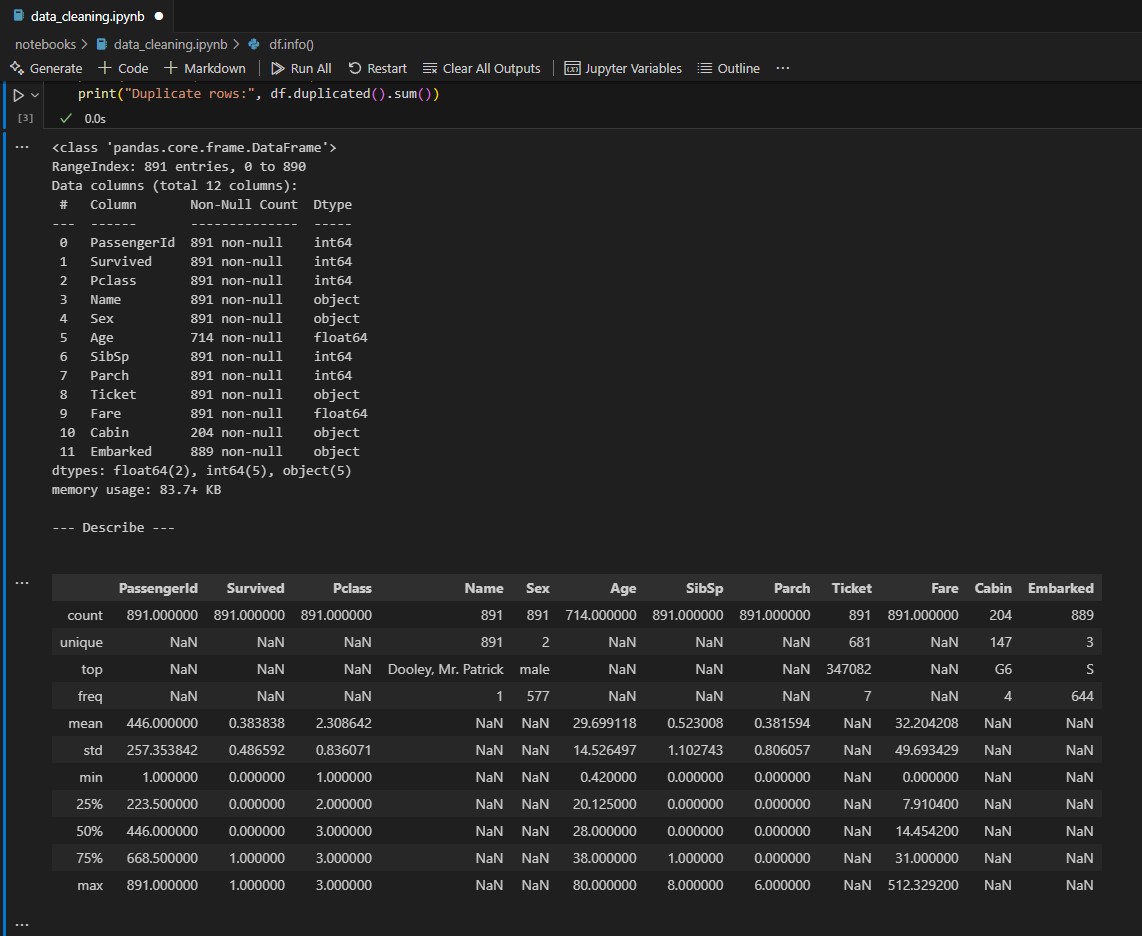 data_cleaning.ipynb ●
notebooks > data_cleaning.ipynb > df.info()
Generate + Code + Markdown | Run All Restart Clear All Outputs | Jupyter Variables Outline ...
print("Duplicate rows:", df.duplicated().sum())
[3] ✓ 0.0s
... <class 'pandas.core.frame.DataFrame'>
RangeIndex: 891 entries, 0 to 890
Data columns (total 12 columns):
 #   Column       Non-Null Count  Dtype
---  ------       --------------  -----
 0   PassengerId  891 non-null    int64
 1   Survived     891 non-null    int64
 2   Pclass       891 non-null    int64
 3   Name         891 non-null    object
 4   Sex          891 non-null    object
 5   Age          714 non-null    float64
 6   SibSp        891 non-null    int64
 7   Parch        891 non-null    int64
 8   Ticket       891 non-null    object
 9   Fare         891 non-null    float64
 10  Cabin        204 non-null    object
 11  Embarked     889 non-null    object
dtypes: float64(2), int64(5), object(5)
memory usage: 83.7+ KB
--- Describe ---
...
PassengerId Survived Pclass Name Sex Age SibSp Parch Ticket Fare Cabin Embarked
count 891.000000 891.000000 891.000000 891 891 714.000000 891.000000 891.000000 891 891.000000 204 889
unique NaN NaN NaN 891 2 NaN NaN NaN 681 NaN 147 3
top NaN NaN NaN Dooley, Mr. Patrick male NaN NaN NaN 347082 NaN G6 S
freq NaN NaN NaN 1 577 NaN NaN NaN 7 NaN 4 644
mean 446.000000 0.383838 2.308642 NaN NaN 29.699118 0.523008 0.381594 NaN 32.204208 NaN NaN
std 257.353842 0.486592 0.836071 NaN NaN 14.526497 1.102743 0.806057 NaN 49.693429 NaN NaN
min 1.000000 0.000000 1.000000 NaN NaN 0.420000 0.000000 0.000000 NaN 0.000000 NaN NaN
25% 223.500000 0.000000 2.000000 NaN NaN 20.125000 0.000000 0.000000 NaN 7.910400 NaN NaN
50% 446.000000 0.000000 3.000000 NaN NaN 28.000000 0.000000 0.000000 NaN 14.454200 NaN NaN
75% 668.500000 1.000000 3.000000 NaN NaN 38.000000 1.000000 0.000000 NaN 31.000000 NaN NaN
max 891.000000 1.000000 3.000000 NaN NaN 80.000000 8.000000 6.000000 NaN 512.329200 NaN NaN
...